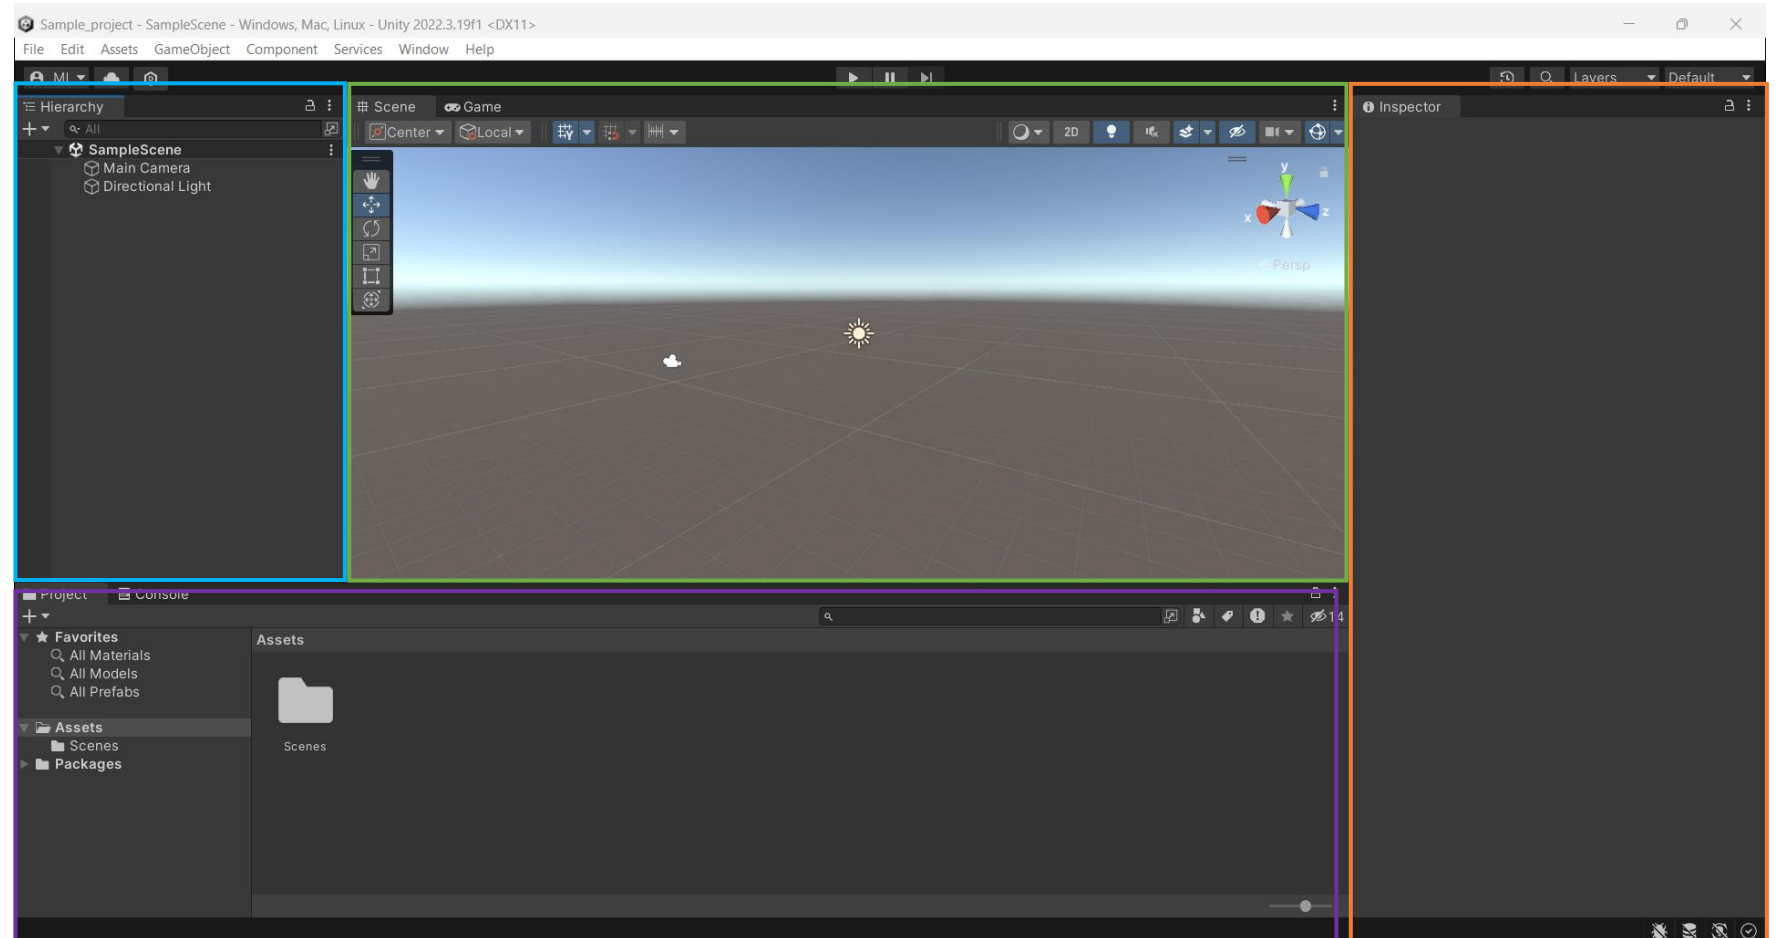 Sample_project - SampleScene - Windows, Mac, Linux - Unity 2022.3.19f1 <DX11>
File Edit Assets GameObject Component Services Window Help
Layers Default
Hierarchy
All
SampleScene
Main Camera
Directional Light
Scene Game
Center Local 2D
y
x z
Persp
Inspector
Project Console
14
Favorites
All Materials
All Models
All Prefabs
Assets
Scenes
Packages
Assets
Scenes